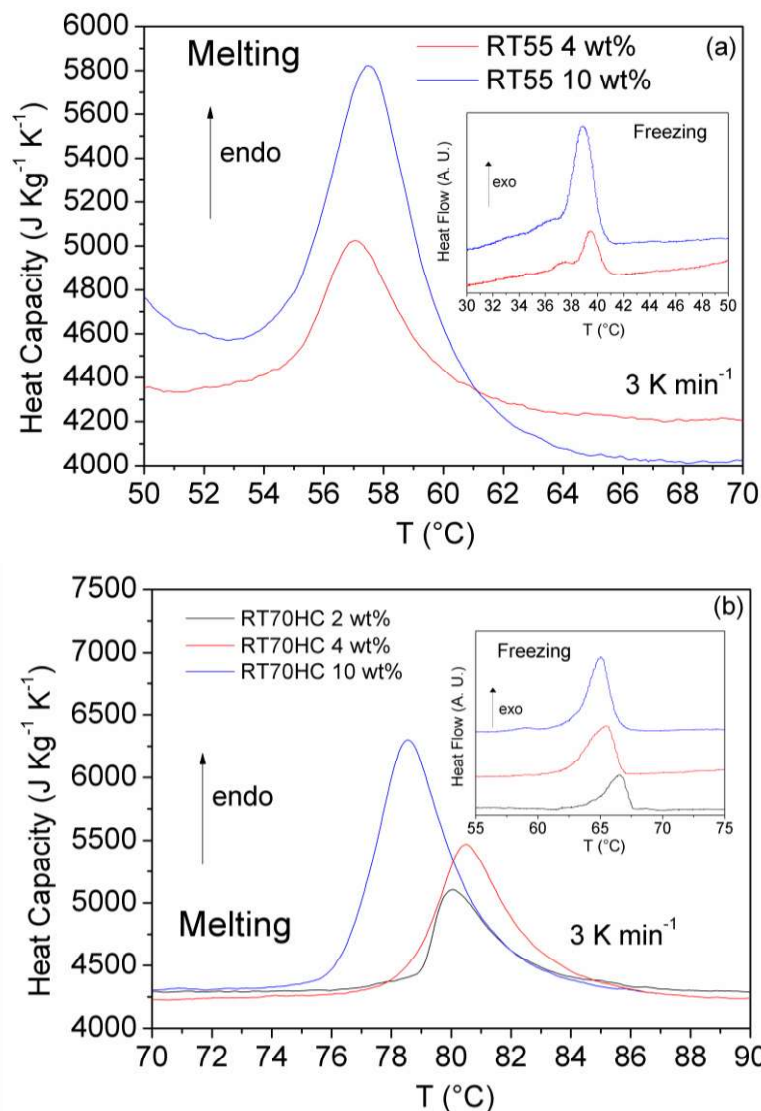 (a)
Melting
RT55 4 wt%
RT55 10 wt%
endo
3 K min⁻¹
Heat Capacity (J Kg⁻¹ K⁻¹)
6000
5800
5600
5400
5200
5000
4800
4600
4400
4200
4000
50 52 54 56 58 60 62 64 66 68 70
T (°C)
Freezing
exo
Heat Flow (A. U.)
30 32 34 36 38 40 42 44 46 48 50
T (°C)
(b)
RT70HC 2 wt%
RT70HC 4 wt%
RT70HC 10 wt%
endo
Melting
3 K min⁻¹
Heat Capacity (J Kg⁻¹ K⁻¹)
7500
7000
6500
6000
5500
5000
4500
4000
70 72 74 76 78 80 82 84 86 88 90
T (°C)
Freezing
exo
Heat Flow (A. U.)
55 60 65 70 75
T (°C)